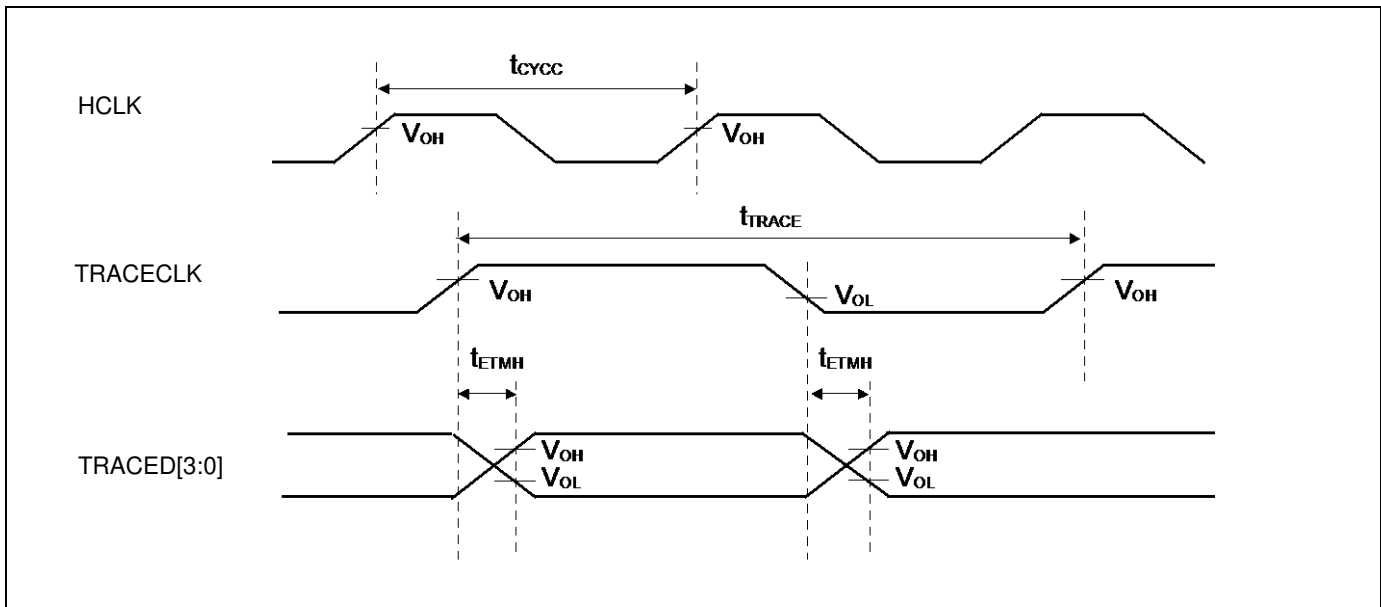 tCYCC
HCLK
VOH VOH
tTRACE
TRACECLK
VOH VOL VOH
tETMH tETMH
TRACED[3:0]
VOH VOH
VOL VOL